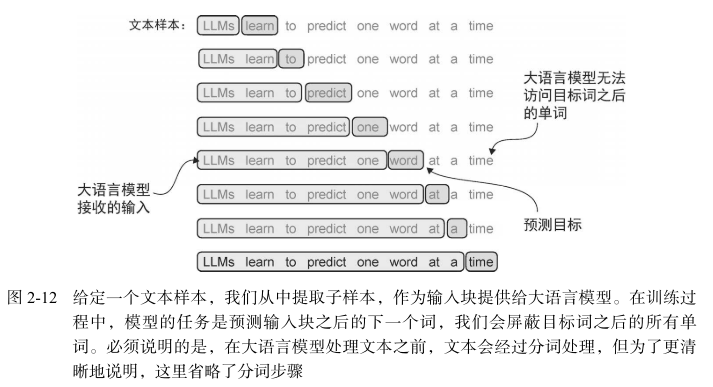 文本样本： LLMs learn to predict one word at a time
LLMs learn to predict one word at a time
LLMs learn to predict one word at a time
LLMs learn to predict one word at a time
LLMs learn to predict one word at a time
LLMs learn to predict one word at a time
LLMs learn to predict one word at a time
LLMs learn to predict one word at a time
大语言模型无法
访问目标词之后
的单词
大语言模型
接收的输入
预测目标
图 2-12 给定一个文本样本，我们从中提取子样本，作为输入块提供给大语言模型。在训练过
程中，模型的任务是预测输入块之后的下一个词，我们会屏蔽目标词之后的所有单
词。必须说明的是，在大语言模型处理文本之前，文本会经过分词处理，但为了更清
晰地说明，这里省略了分词步骤